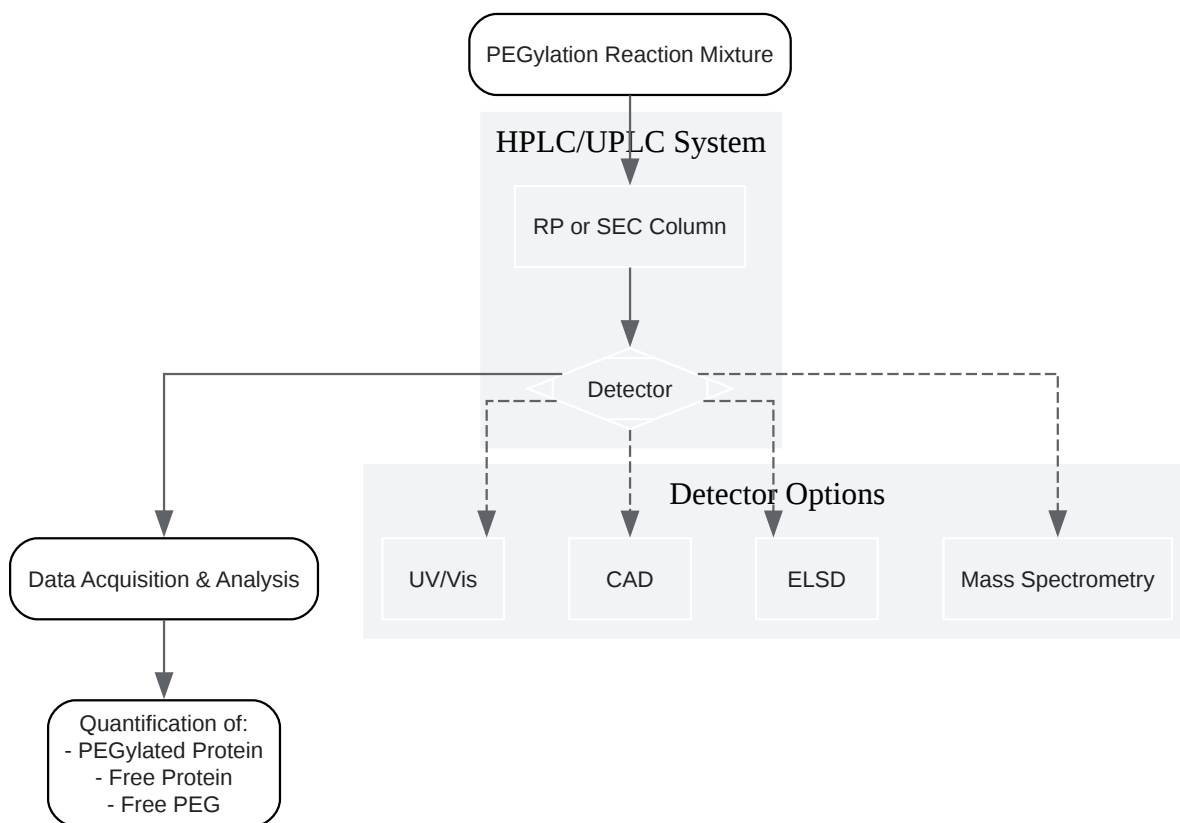 PEGylation Reaction Mixture
HPLC/UPLC System
RP or SEC Column
Detector
Detector Options
UV/Vis
CAD
ELSD
Mass Spectrometry
Data Acquisition & Analysis
Quantification of:
- PEGylated Protein
- Free Protein
- Free PEG